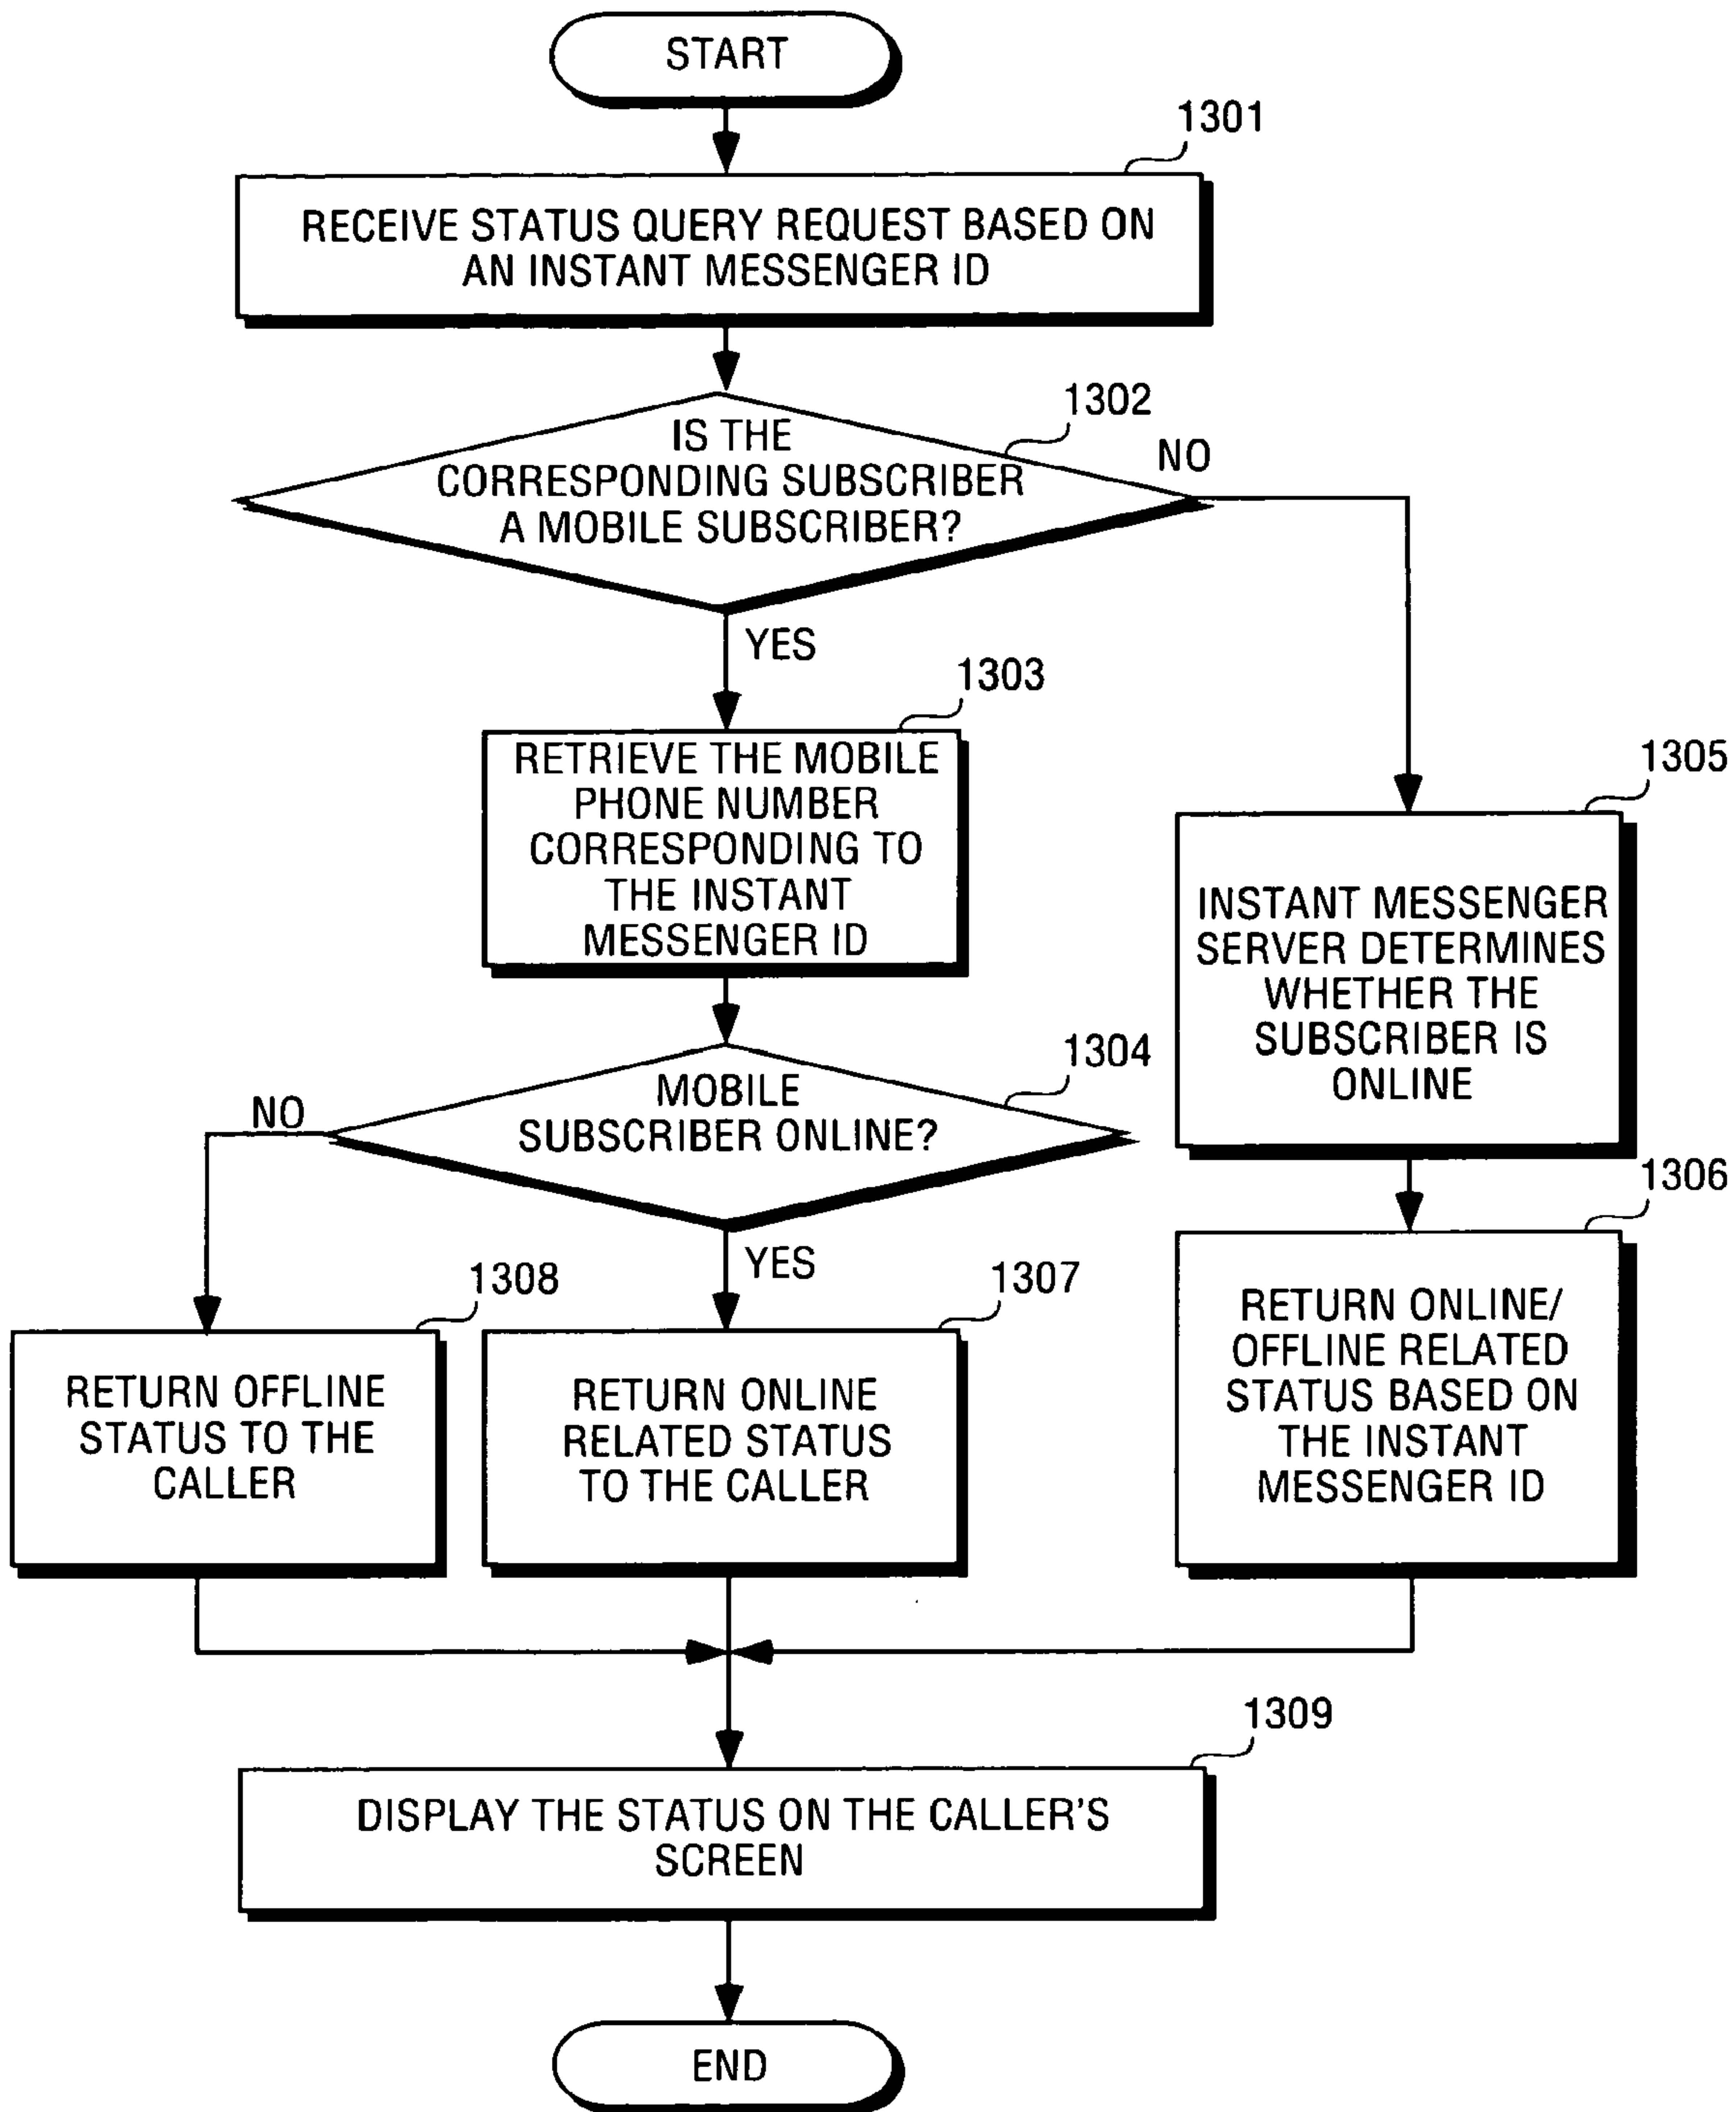 START
1301
RECEIVE STATUS QUERY REQUEST BASED ON
AN INSTANT MESSENGER ID
1302
IS THE
CORRESPONDING SUBSCRIBER
A MOBILE SUBSCRIBER?
NO
YES
1303
RETRIEVE THE MOBILE
PHONE NUMBER
CORRESPONDING TO
THE INSTANT
MESSENGER ID
1305
INSTANT MESSENGER
SERVER DETERMINES
WHETHER THE
SUBSCRIBER IS
ONLINE
1304
MOBILE
SUBSCRIBER ONLINE?
NO
YES
1306
RETURN ONLINE/
OFFLINE RELATED
STATUS BASED ON
THE INSTANT
MESSENGER ID
1308
RETURN OFFLINE
STATUS TO THE
CALLER
1307
RETURN ONLINE
RELATED STATUS
TO THE CALLER
1309
DISPLAY THE STATUS ON THE CALLER'S
SCREEN
END